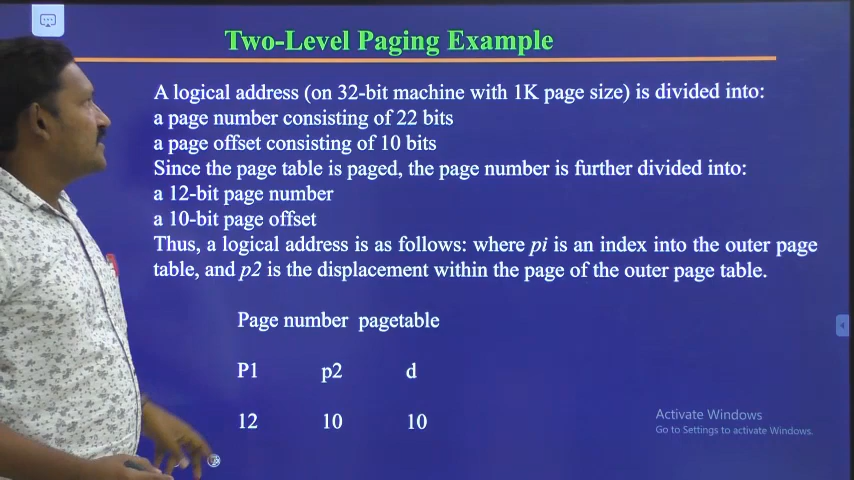 Two-Level Paging Example
A logical address (on 32-bit machine with 1K page size) is divided into:
a page number consisting of 22 bits
a page offset consisting of 10 bits
Since the page table is paged, the page number is further divided into:
a 12-bit page number
a 10-bit page offset
Thus, a logical address is as follows: where pi is an index into the outer page
table, and p2 is the displacement within the page of the outer page table.
Page number pagetable
P1 p2 d
12 10 10
Activate Windows
Go to Settings to activate Windows.